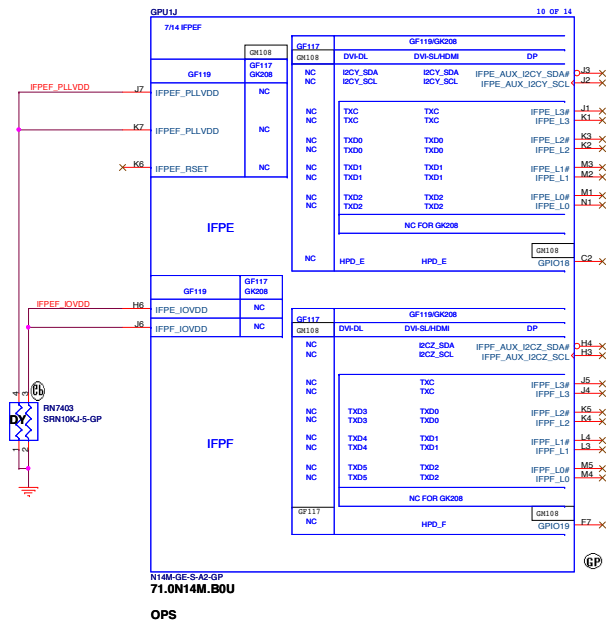 GPU1J 10 OF 14
7/14 IFPEF
GF119/GK208
GM108 GF117
GF117 GM108 DVI-DL DVI-SL/HDMI DP
GF119 GK208
NC I2CY_SDA I2CY_SDA IFPE_AUX_I2CY_SDA# J3
NC I2CY_SCL I2CY_SCL IFPE_AUX_I2CY_SCL J2
IFPEF_PLLVDD J7 IFPEF_PLLVDD NC
NC TXC TXC IFPE_L3# J1
NC TXC TXC IFPE_L3 K1
K7 IFPEF_PLLVDD NC
NC TXD0 TXD0 IFPE_L2# K3
NC TXD0 TXD0 IFPE_L2 K2
K6 IFPEF_RSET NC
NC TXD1 TXD1 IFPE_L1# M3
NC TXD1 TXD1 IFPE_L1 M2
NC TXD2 TXD2 IFPE_L0# M1
NC TXD2 TXD2 IFPE_L0 N1
IFPE NC FOR GK208
GM108
NC HPD_E HPD_E GPIO18 C2
GF117
GF119 GK208
IFPEF_IOVDD H6 IFPE_IOVDD NC
GF117 GF119/GK208
J6 IFPF_IOVDD NC
GM108 DVI-DL DVI-SL/HDMI DP
NC I2CZ_SDA IFPF_AUX_I2CZ_SDA# H4
NC I2CZ_SCL IFPF_AUX_I2CZ_SCL H3
NC TXC IFPF_L3# J5
NC TXC IFPF_L3 J4
4 3
RN7403
SRN10KJ-5-GP
DY
NC TXD3 TXD0 IFPF_L2# K5
NC TXD3 TXD0 IFPF_L2 K4
IFPF
NC TXD4 TXD1 IFPF_L1# L4
NC TXD4 TXD1 IFPF_L1 L3
1 2
NC TXD5 TXD2 IFPF_L0# M5
NC TXD5 TXD2 IFPF_L0 M4
NC FOR GK208
GF117 GM108
NC HPD_F GPIO19 F7
GP
N14M-GE-S-A2-GP
71.0N14M.B0U
OPS